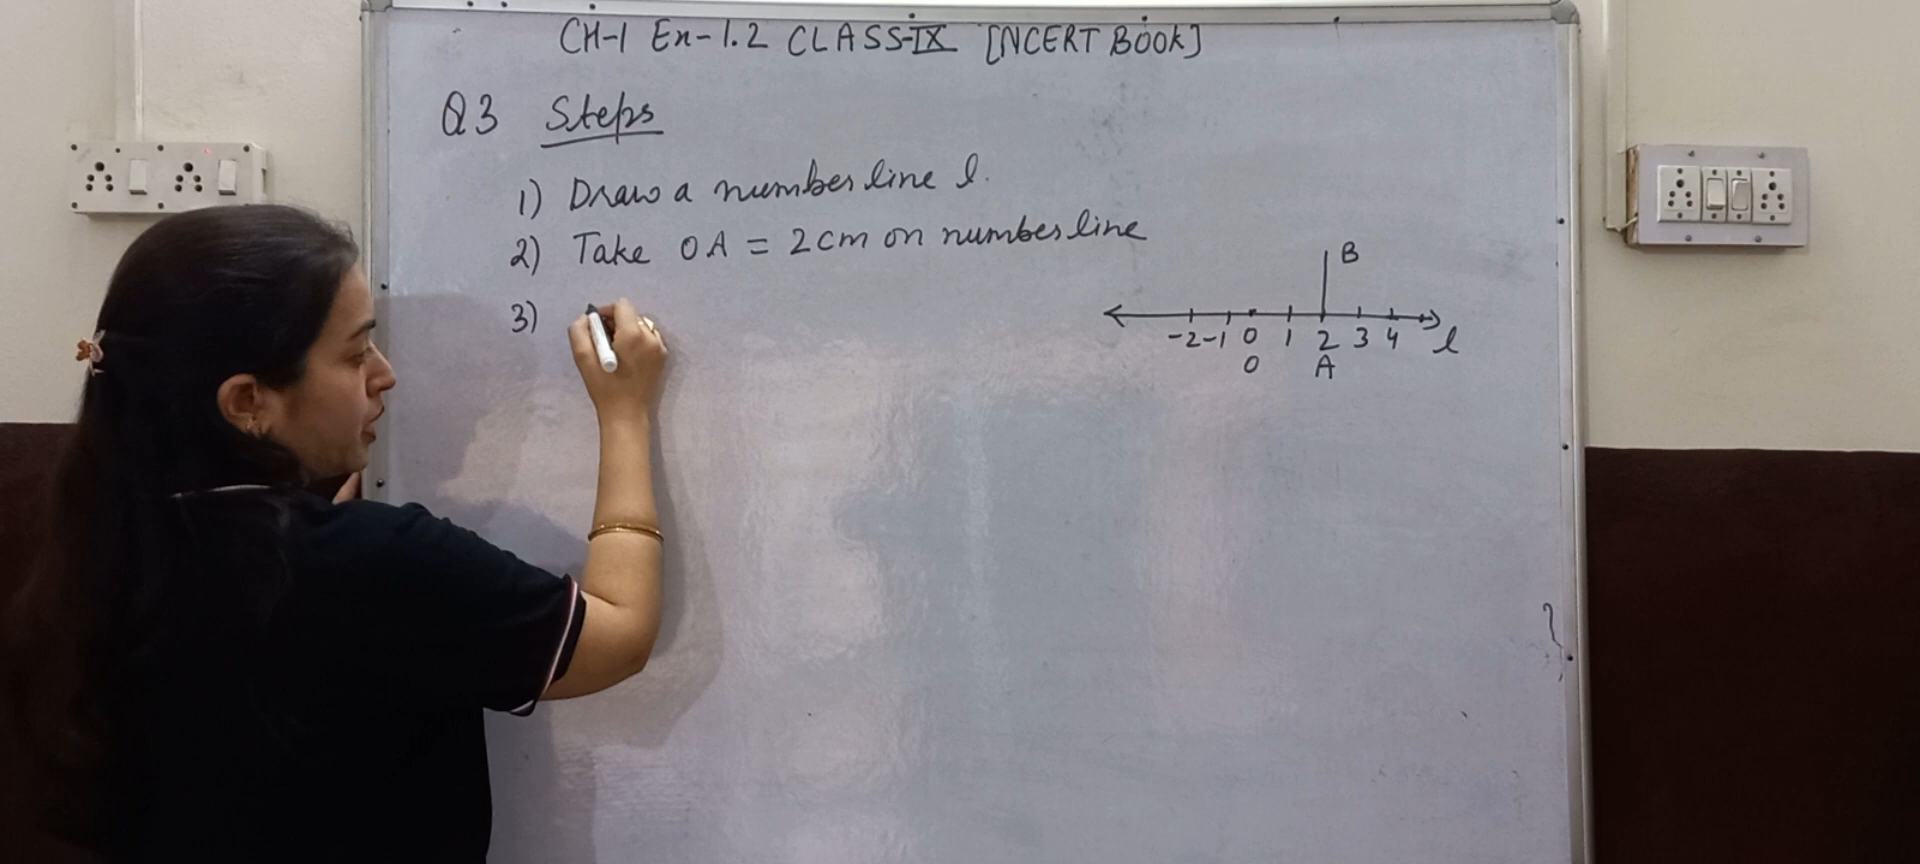 CH-1 Ex-1.2 CLASS-IX [NCERT BOOK]
Q3 Steps
1) Draw a number line l.
2) Take OA = 2cm on number line
3)
B
-2 -1 0 1 2 3 4 l
O A